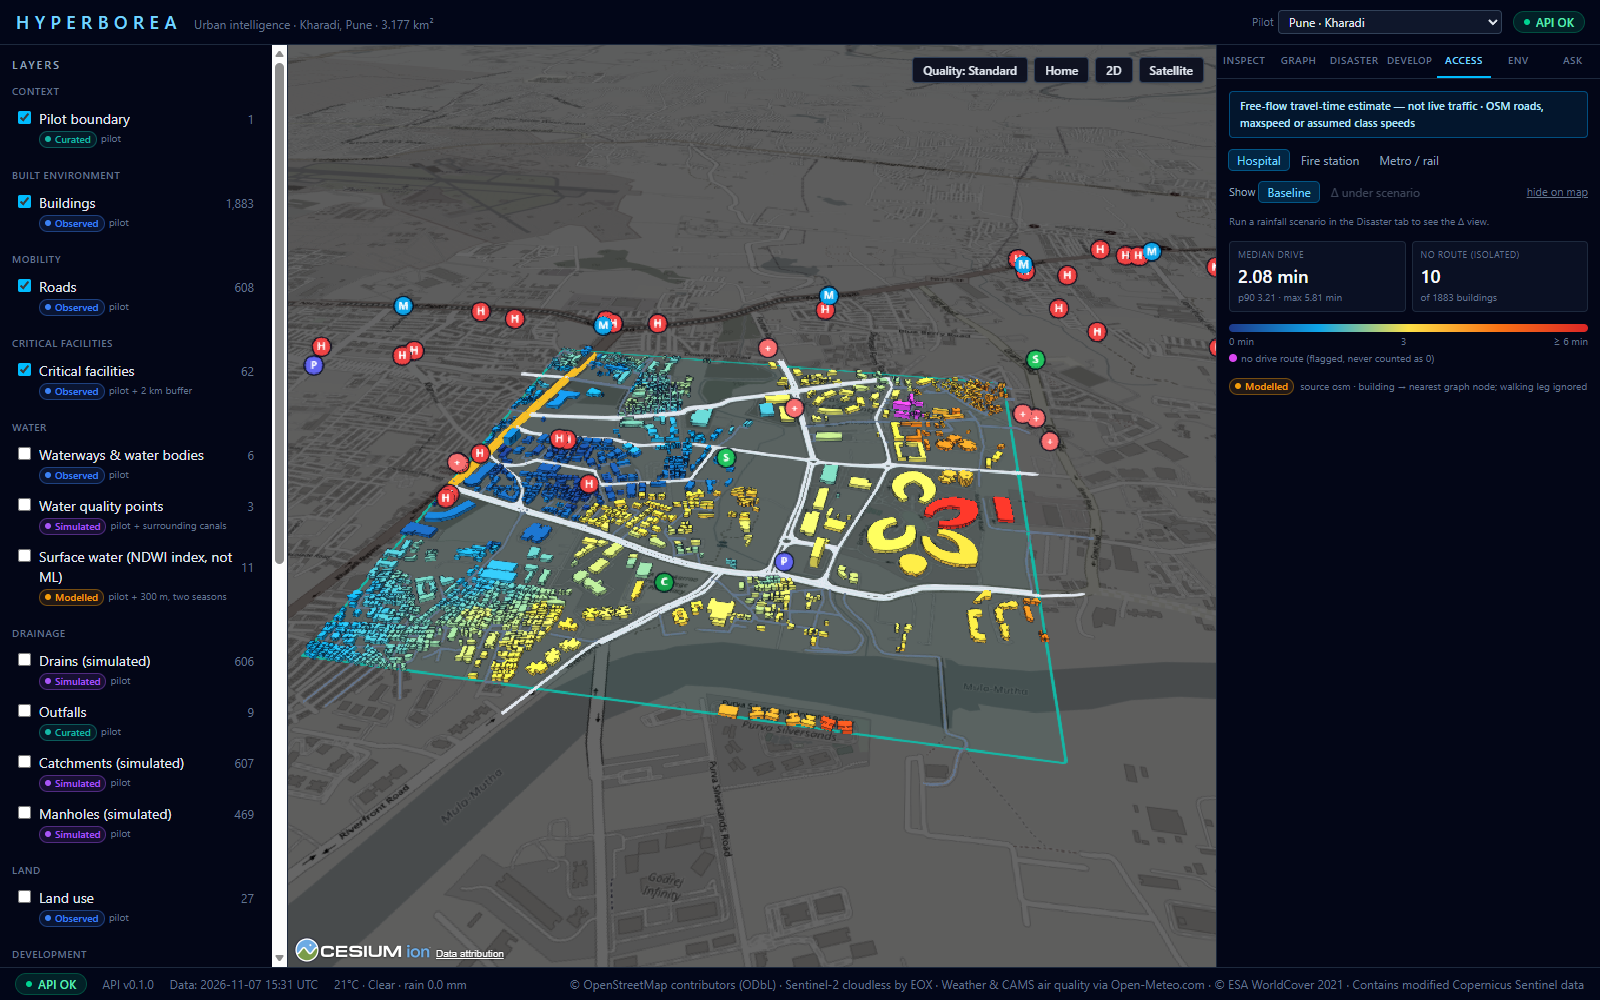 HYPERBOREA
Urban intelligence · Kharadi, Pune · 3.177 km²
Pilot
Pune · Kharadi
API OK
LAYERS
CONTEXT
Pilot boundary 1
Curated pilot
BUILT ENVIRONMENT
Buildings 1,883
Observed pilot
MOBILITY
Roads 608
Observed pilot
CRITICAL FACILITIES
Critical facilities 62
Observed pilot + 2 km buffer
WATER
Waterways & water bodies 6
Observed pilot
Water quality points 3
Simulated pilot + surrounding canals
Surface water (NDWI index, not
ML) 11
Modelled pilot + 300 m, two seasons
DRAINAGE
Drains (simulated) 606
Simulated pilot
Outfalls 9
Curated pilot
Catchments (simulated) 607
Simulated pilot
Manholes (simulated) 469
Simulated pilot
LAND
Land use 27
Observed pilot
DEVELOPMENT
Quality: Standard
Home
2D
Satellite
Mula-Mutha
Purva Silversands
Mula-Mutha
Riverfront Road
Purva Silversands Road
Godrej
Infinity
CESIUM ion
Data attribution
INSPECT GRAPH DISASTER DEVELOP ACCESS ENV ASK
Free-flow travel-time estimate — not live traffic · OSM roads,
maxspeed or assumed class speeds
Hospital Fire station Metro / rail
Show Baseline Δ under scenario hide on map
Run a rainfall scenario in the Disaster tab to see the Δ view.
MEDIAN DRIVE
2.08 min
p90 3.21 · max 5.81 min
NO ROUTE (ISOLATED)
10
of 1883 buildings
0 min 3 ≥ 6 min
no drive route (flagged, never counted as 0)
Modelled source osm · building → nearest graph node; walking leg ignored
API OK
API v0.1.0
Data: 2026-11-07 15:31 UTC
21°C · Clear · rain 0.0 mm
© OpenStreetMap contributors (ODbL) · Sentinel-2 cloudless by EOX · Weather & CAMS air quality via Open-Meteo.com · © ESA WorldCover 2021 · Contains modified Copernicus Sentinel data